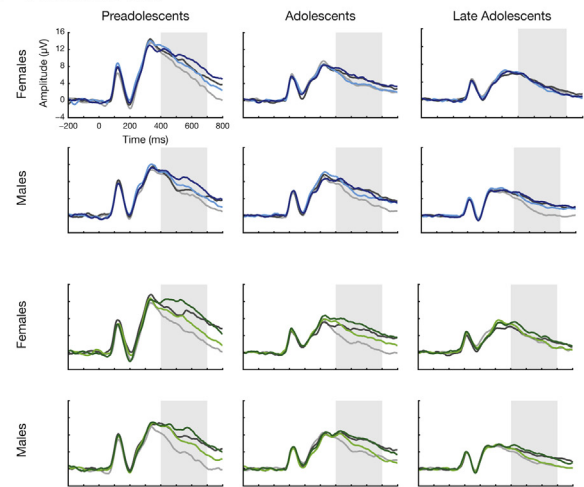 Preadolescents Adolescents Late Adolescents
Females
Amplitude (µV)
16
12
8
4
0
−4
−200 0 200 400 600 800
Time (ms)
Males
Females
Males